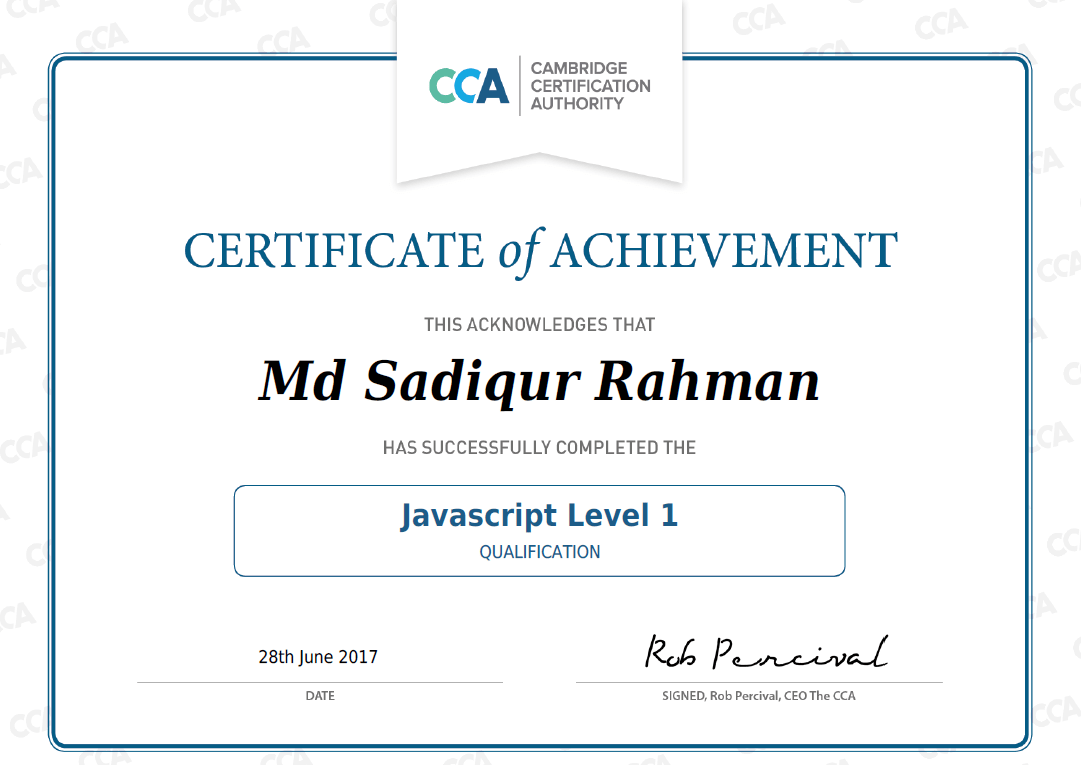 CCA
CAMBRIDGE
CERTIFICATION
AUTHORITY
CERTIFICATE of ACHIEVEMENT
THIS ACKNOWLEDGES THAT
Md Sadiqur Rahman
HAS SUCCESSFULLY COMPLETED THE
Javascript Level 1
QUALIFICATION
28th June 2017
Rob Percival
DATE
SIGNED, Rob Percival, CEO The CCA